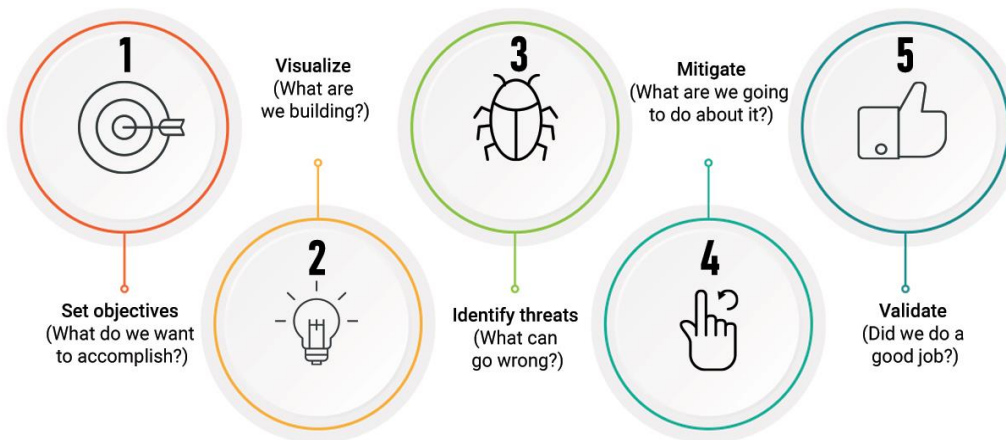 1
Set objectives
(What do we want
to accomplish?)
2
Visualize
(What are
we building?)
3
Identify threats
(What can
go wrong?)
4
Mitigate
(What are we going
to do about it?)
5
Validate
(Did we do a
good job?)